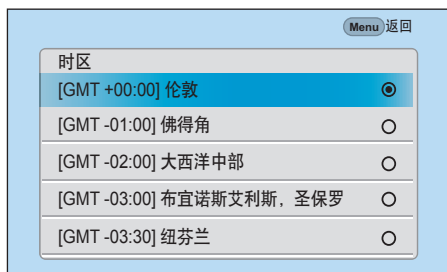 Menu 返回
时区
[GMT +00:00] 伦敦
[GMT -01:00] 佛得角
[GMT -02:00] 大西洋中部
[GMT -03:00] 布宜诺斯艾利斯，圣保罗
[GMT -03:30] 纽芬兰